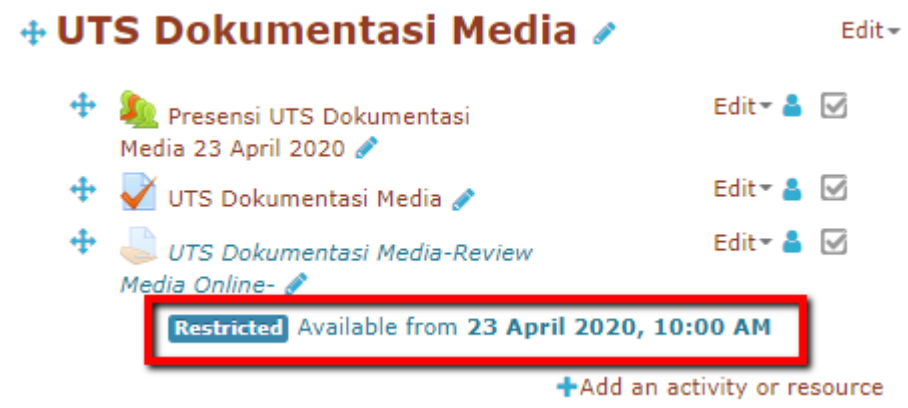 UTS Dokumentasi Media Edit
Presensi UTS Dokumentasi Edit
Media 23 April 2020
UTS Dokumentasi Media Edit
UTS Dokumentasi Media-Review Edit
Media Online-
Restricted Available from 23 April 2020, 10:00 AM
+Add an activity or resource